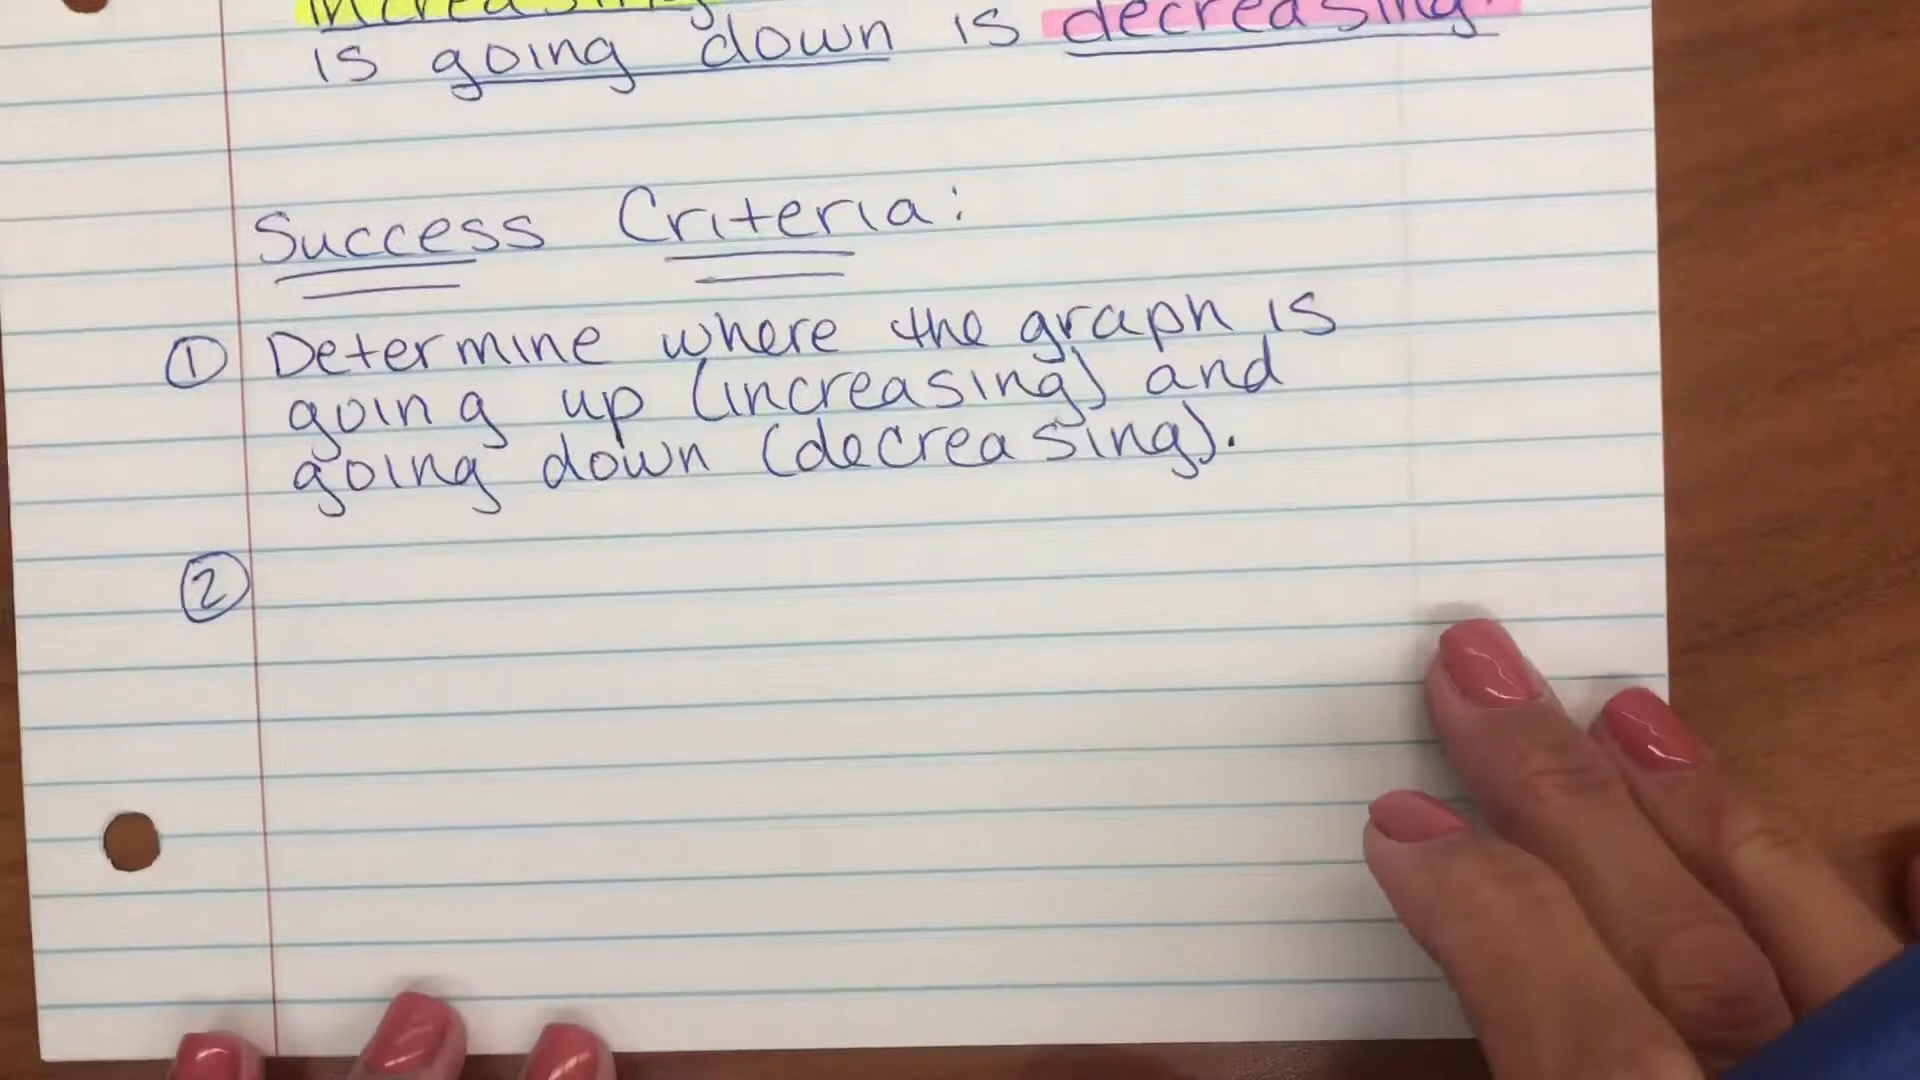 increasing
is going down is decreasing.
Success Criteria:
① Determine where the graph is
going up (increasing) and
going down (decreasing).
②